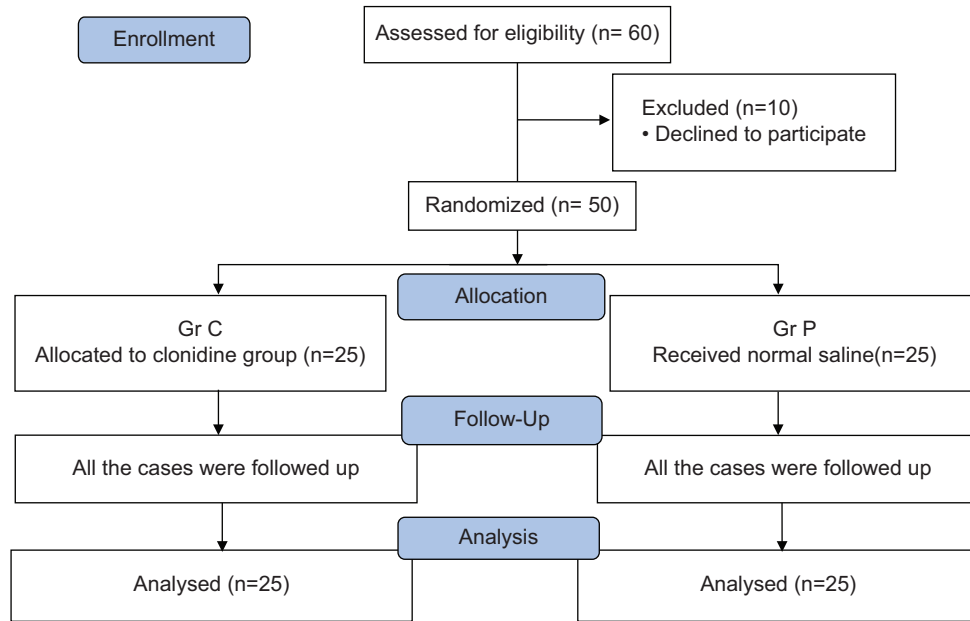 Enrollment
Assessed for eligibility (n= 60)
Excluded (n=10)
• Declined to participate
Randomized (n= 50)
Allocation
Gr C
Allocated to clonidine group (n=25)
Gr P
Received normal saline(n=25)
Follow-Up
All the cases were followed up
All the cases were followed up
Analysis
Analysed (n=25)
Analysed (n=25)